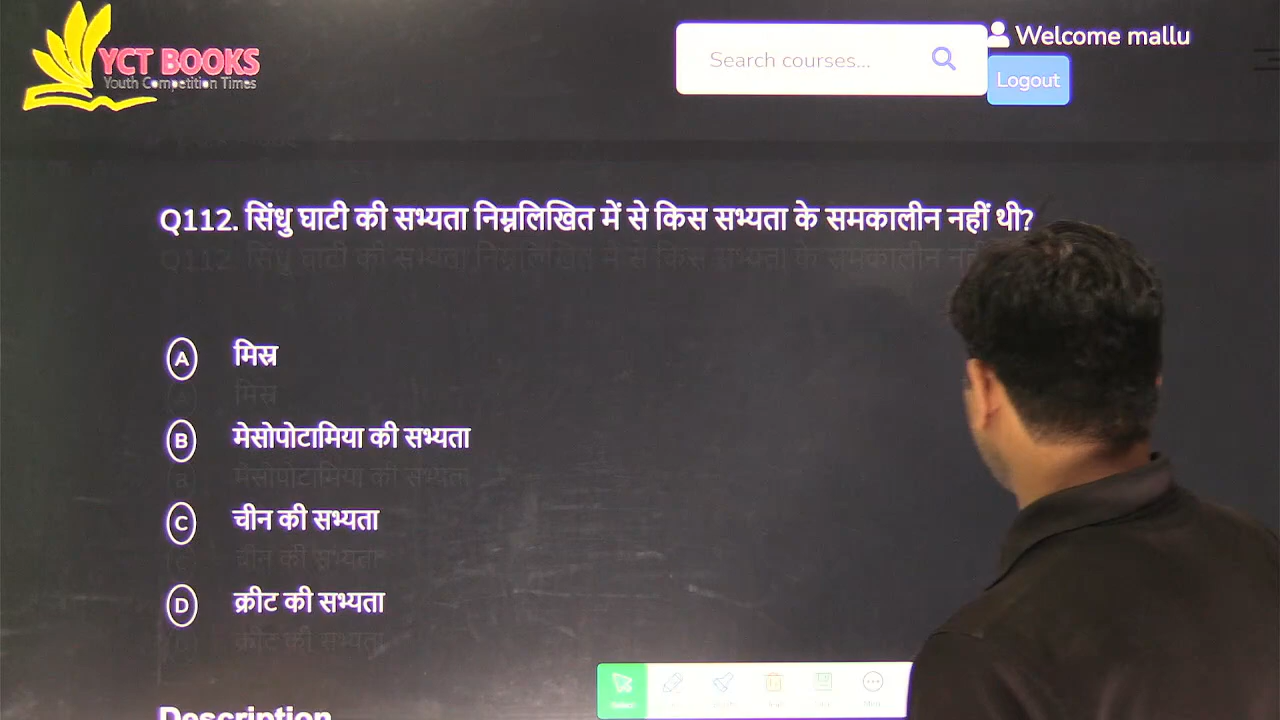 YCT BOOKS
Youth Competition Times
Search courses...
Welcome mallu
Logout
Q112. सिंधु घाटी की सभ्यता निम्नलिखित में से किस सभ्यता के समकालीन नहीं थी?
A मिस्र
B मेसोपोटामिया की सभ्यता
C चीन की सभ्यता
D क्रीट की सभ्यता
Select
Description